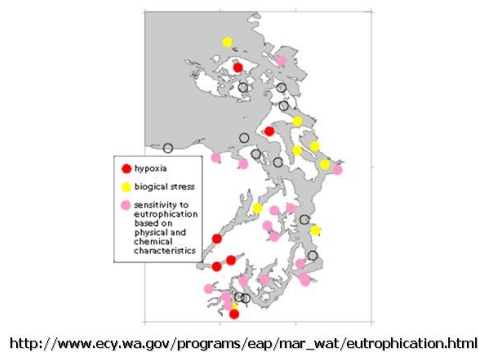 hypoxia
biogical stress
sensitivity to
eutrophication
based on
physical and
chemical
characteristics
http://www.ecy.wa.gov/programs/eap/mar_wat/eutrophication.html